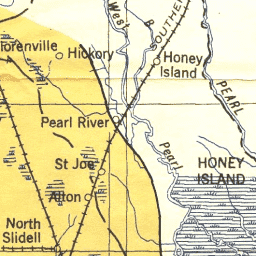 West
R
SOUTHE
lorenville
Hickory
Honey
Island
PEARL
Pearl River
Pearl
HONEY
ISLAND
St Joe
Alton
North
Slidell